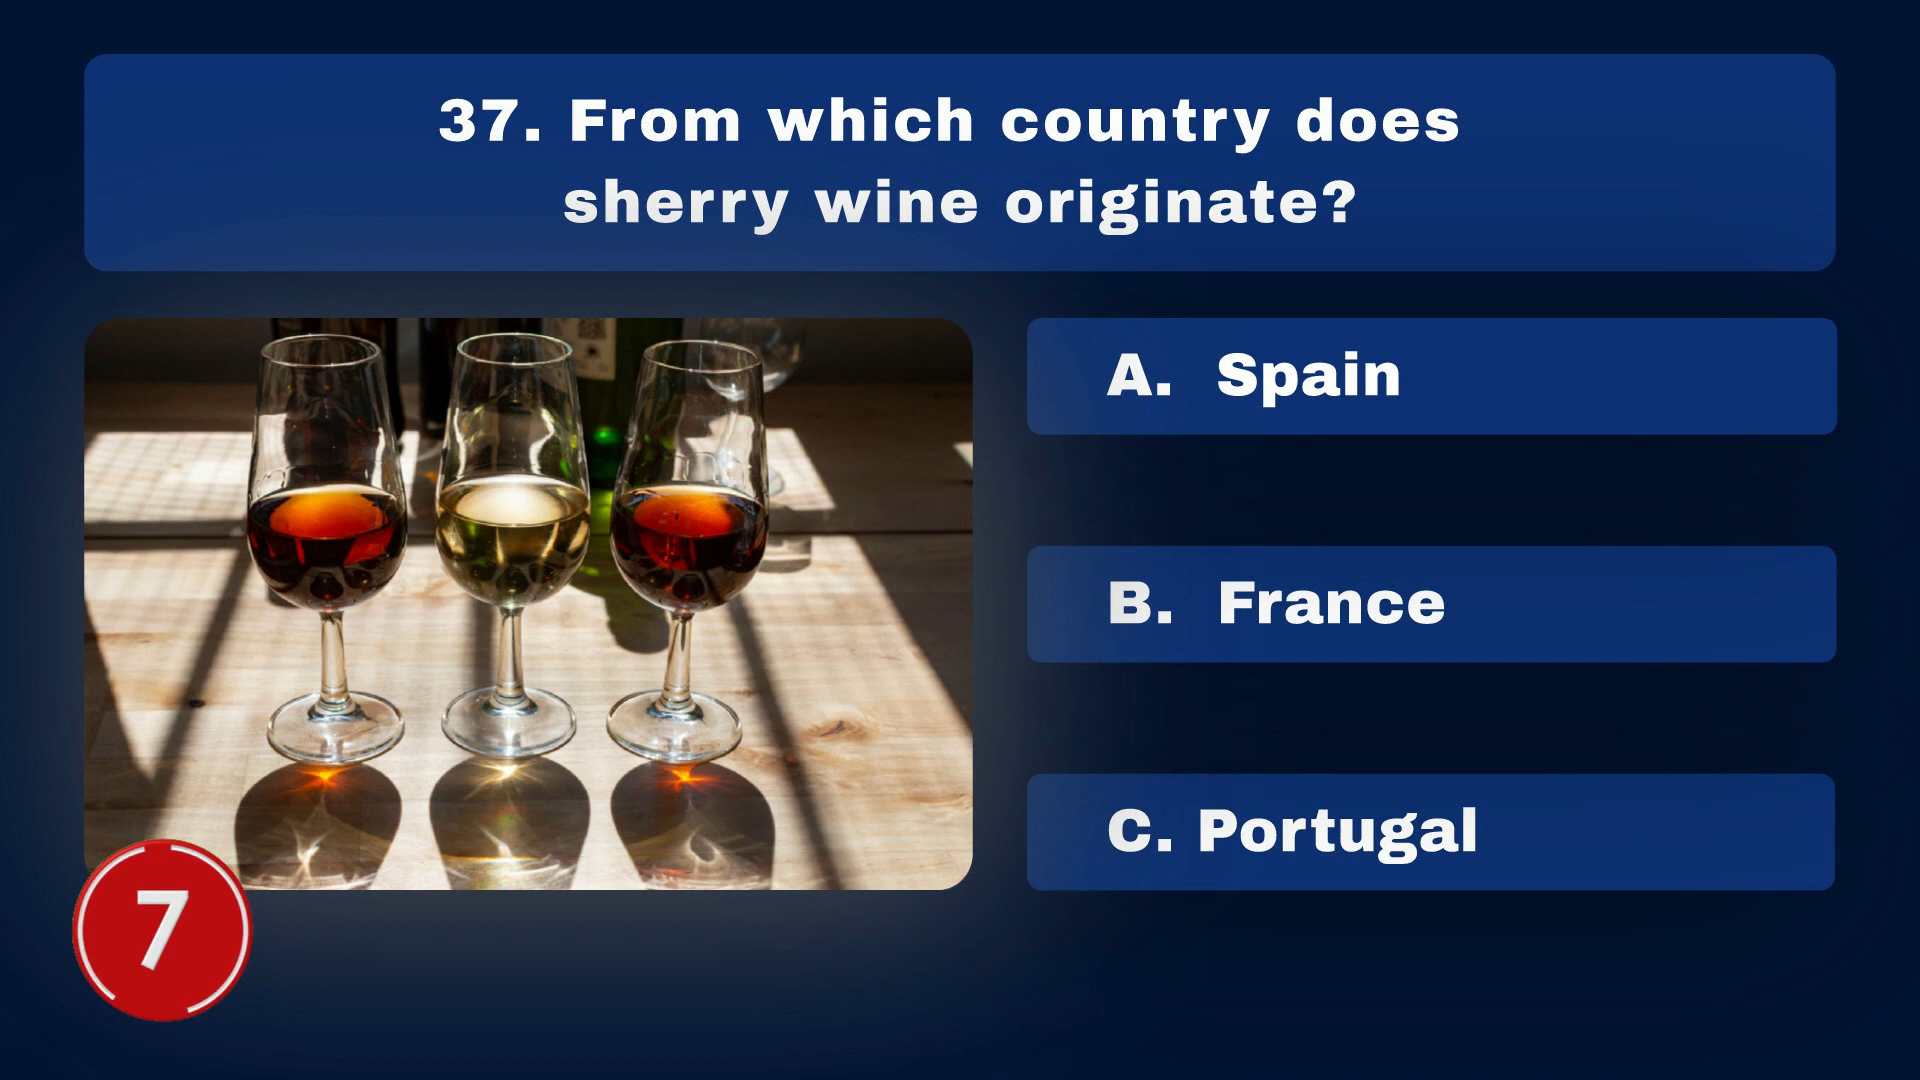 37. From which country does
sherry wine originate?
A. Spain
B. France
C. Portugal
7